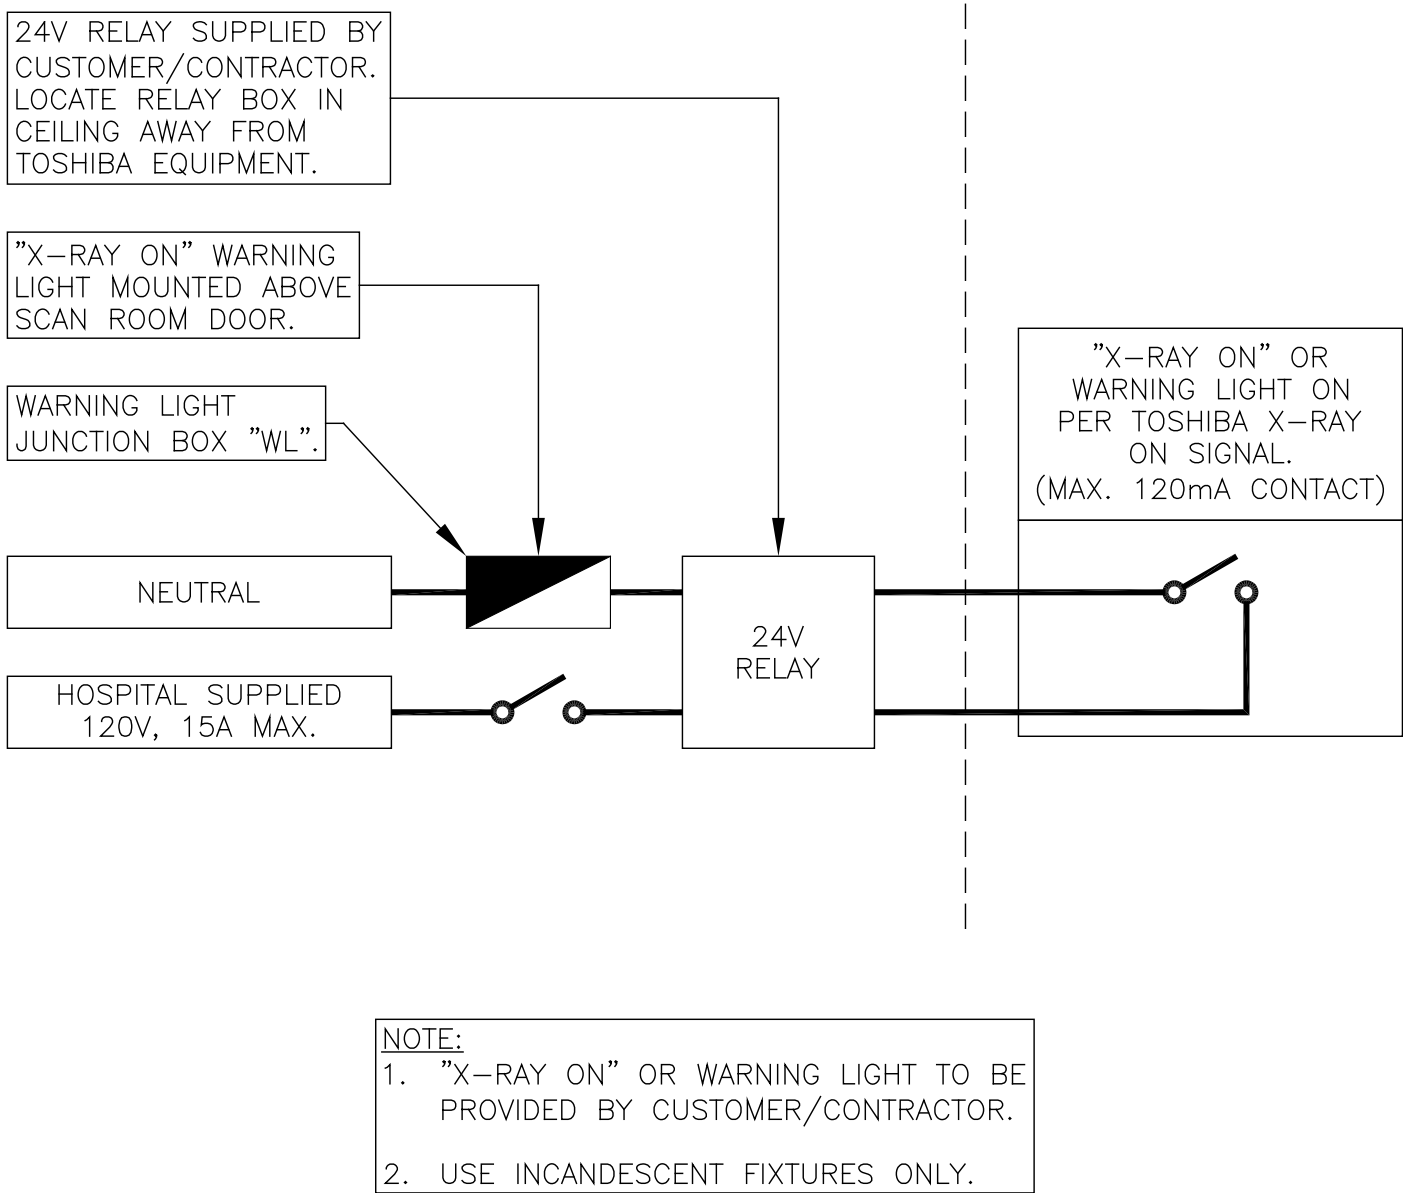 24V RELAY SUPPLIED BY
CUSTOMER/CONTRACTOR.
LOCATE RELAY BOX IN
CEILING AWAY FROM
TOSHIBA EQUIPMENT.
"X-RAY ON" WARNING
LIGHT MOUNTED ABOVE
SCAN ROOM DOOR.
WARNING LIGHT
JUNCTION BOX "WL".
"X-RAY ON" OR
WARNING LIGHT ON
PER TOSHIBA X-RAY
ON SIGNAL.
(MAX. 120mA CONTACT)
NEUTRAL
HOSPITAL SUPPLIED
120V, 15A MAX.
24V
RELAY
NOTE:
1. "X-RAY ON" OR WARNING LIGHT TO BE
PROVIDED BY CUSTOMER/CONTRACTOR.
2. USE INCANDESCENT FIXTURES ONLY.